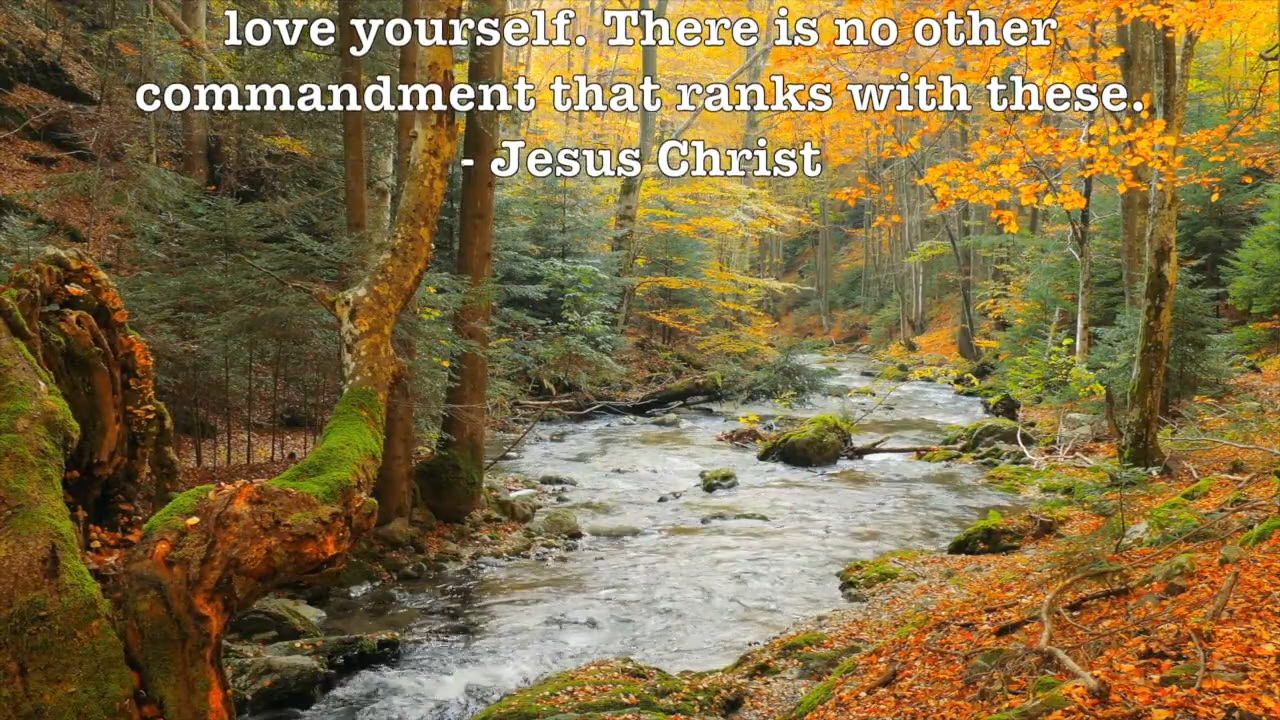 love yourself. There is no other
commandment that ranks with these.
- Jesus Christ